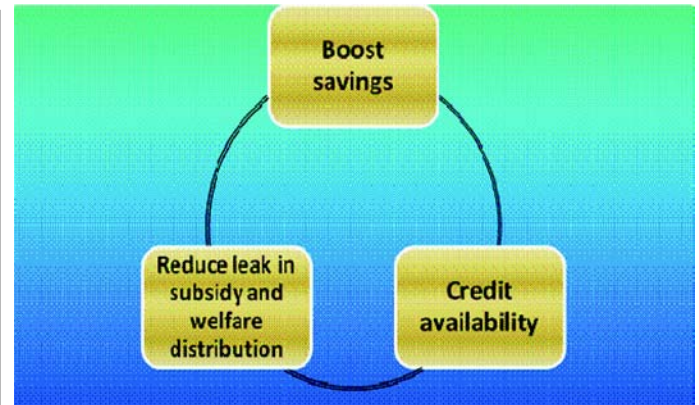 Boost
savings
Reduce leak in
subsidy and
welfare
distribution
Credit
availability